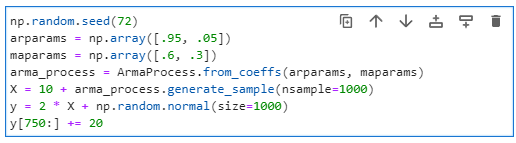 np.random.seed(72)
arparams = np.array([.95, .05])
maparams = np.array([.6, .3])
arma_process = ArmaProcess.from_coeffs(arparams, maparams)
X = 10 + arma_process.generate_sample(nsample=1000)
y = 2 * X + np.random.normal(size=1000)
y[750:] += 20